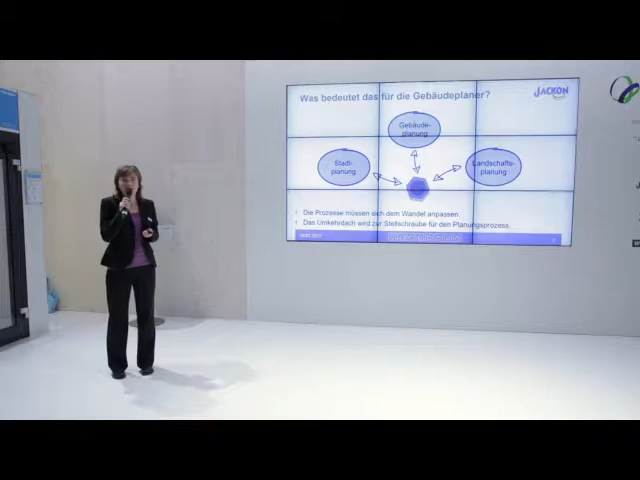 Was bedeutet das für die Gebäudeplaner?
JACKON
Gebäude-
planung
Stadt-
planung
Landschafts-
planung
Die Prozesse müssen sich dem Wandel anpassen.
Das Umkehrdach wird zur Stellschraube für den Planungsprozess